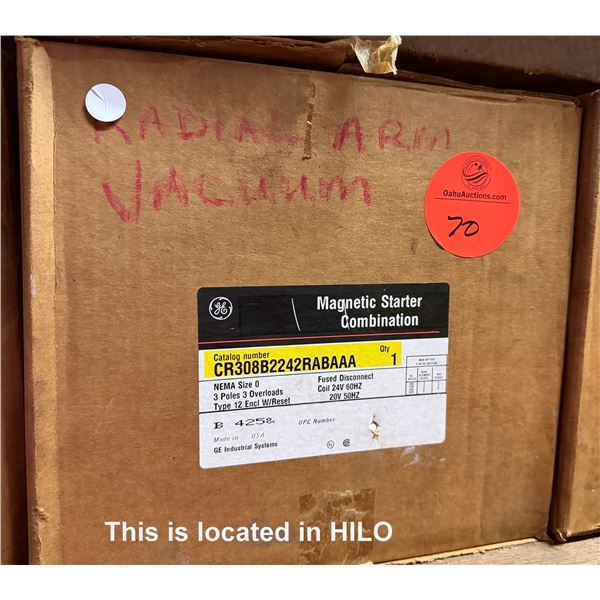 RADIAL ARM
VACUUM
OahuAuctions.com
70
GE
Magnetic Starter
Combination
Catalog number
Qty
CR308B2242RABAAA
1
NEMA Size 0
3 Poles 3 Overloads
Type 12 Encl W/Reset
Fused Disconnect
Coil 24V 60HZ
20V 50HZ
B 4258
UPC Number
Made in USA
GE Industrial Systems
This is located in HILO